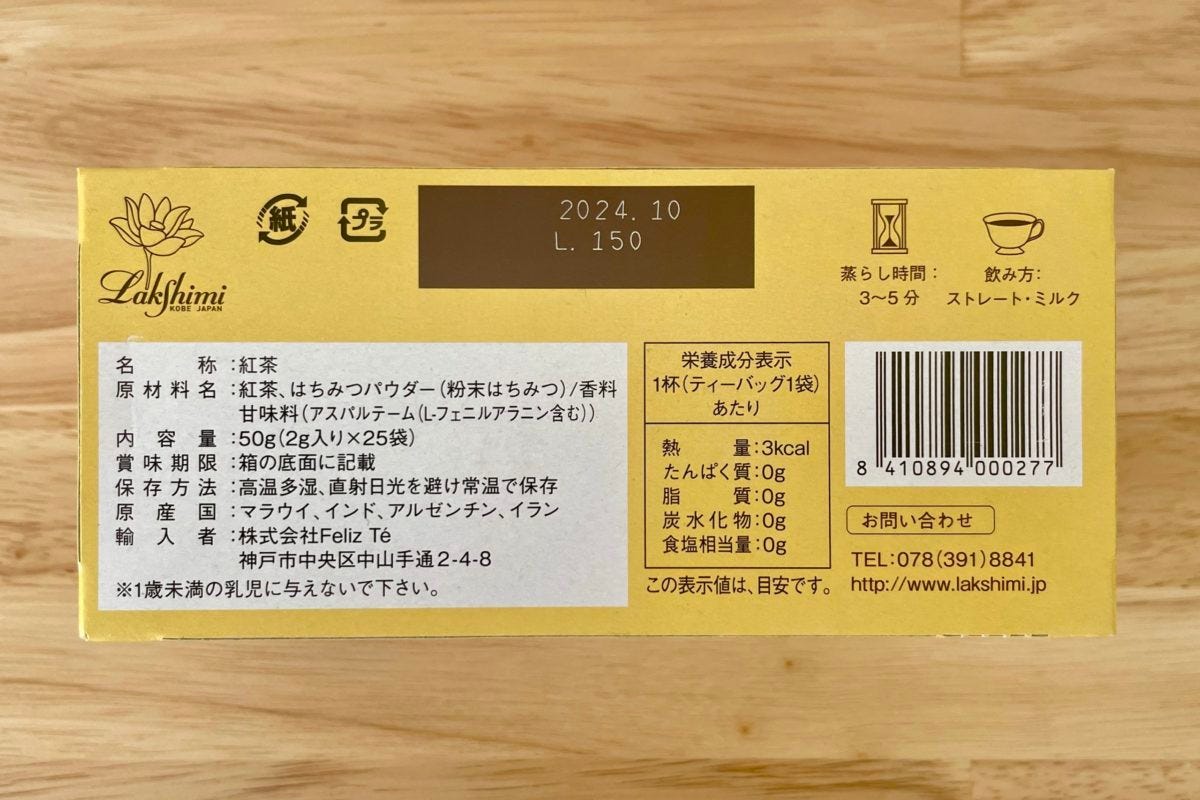 Lakshimi
KOBE JAPAN
紙
プラ
2024.10
L. 150
蒸らし時間：
3〜5分
飲み方：
ストレート・ミルク
名称：紅茶
原材料名：紅茶、はちみつパウダー（粉末はちみつ）/香料
甘味料（アスパルテーム（L-フェニルアラニン含む））
内容量：50g（2g入り×25袋）
賞味期限：箱の底面に記載
保存方法：高温多湿、直射日光を避け常温で保存
原産国：マラウイ、インド、アルゼンチン、イラン
輸入者：株式会社Feliz Té
神戸市中央区中山手通2-4-8
※1歳未満の乳児に与えないで下さい。
栄養成分表示
1杯（ティーバッグ1袋）
あたり
熱量：3kcal
たんぱく質：0g
脂質：0g
炭水化物：0g
食塩相当量：0g
この表示値は、目安です。
8 410894 000277
お問い合わせ
TEL：078（391）8841
http://www.lakshimi.jp